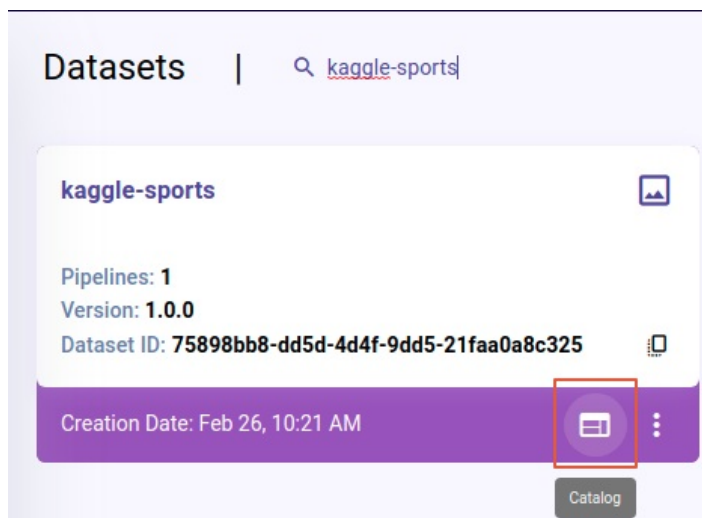 Datasets | kaggle-sports
kaggle-sports
Pipelines: 1
Version: 1.0.0
Dataset ID: 75898bb8-dd5d-4d4f-9dd5-21faa0a8c325
Creation Date: Feb 26, 10:21 AM
Catalog